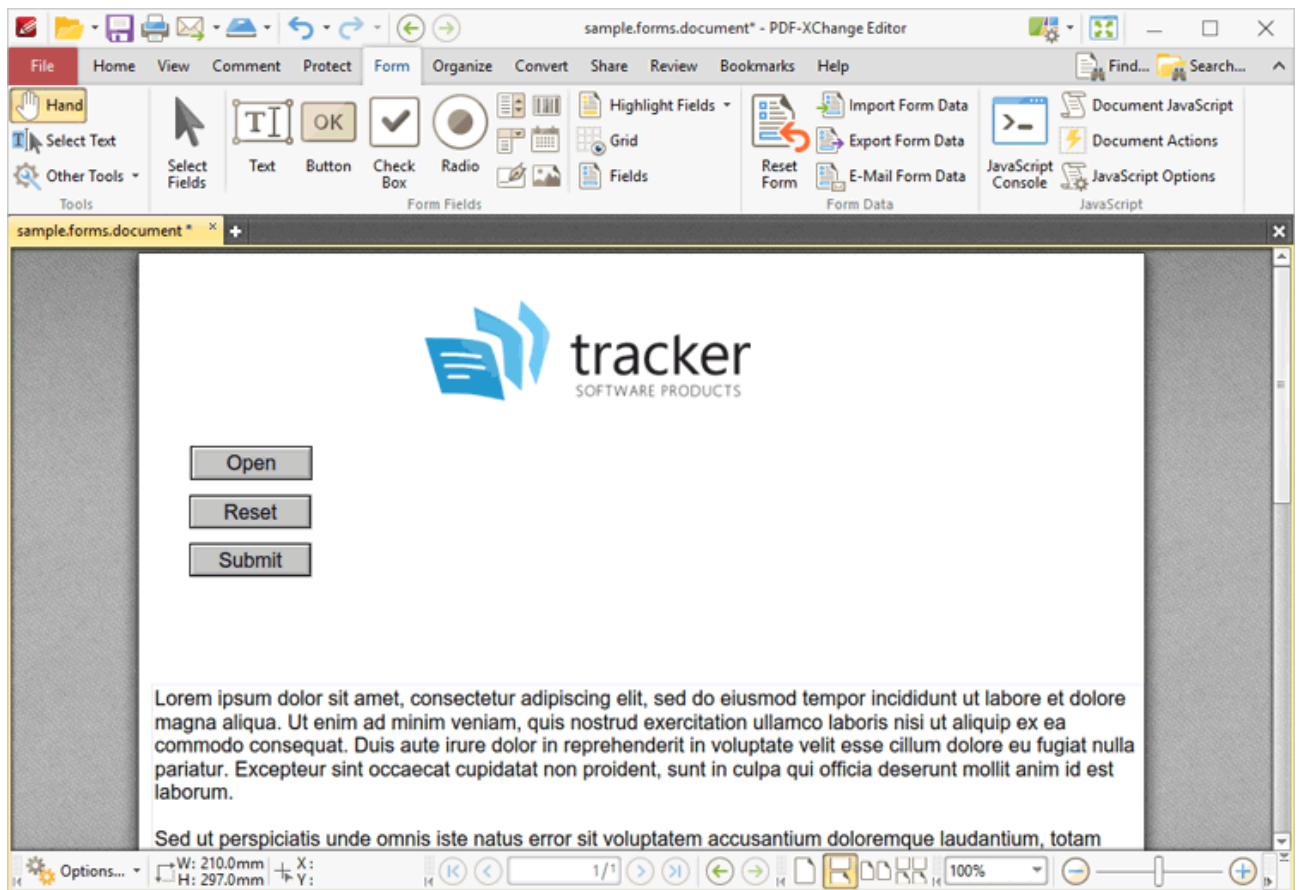 sample.forms.document* - PDF-XChange Editor
File Home View Comment Protect Form Organize Convert Share Review Bookmarks Help Find... Search...
Hand
Select Text
Other Tools
Tools
Select Fields
T
Text
OK
Button
Check Box
Radio
Highlight Fields
Grid
Fields
Form Fields
Reset Form
Import Form Data
Export Form Data
E-Mail Form Data
Form Data
JavaScript Console
Document JavaScript
Document Actions
JavaScript Options
JavaScript
sample.forms.document *
tracker
SOFTWARE PRODUCTS
Open
Reset
Submit
Lorem ipsum dolor sit amet, consectetur adipiscing elit, sed do eiusmod tempor incididunt ut labore et dolore
magna aliqua. Ut enim ad minim veniam, quis nostrud exercitation ullamco laboris nisi ut aliquip ex ea
commodo consequat. Duis aute irure dolor in reprehenderit in voluptate velit esse cillum dolore eu fugiat nulla
pariatur. Excepteur sint occaecat cupidatat non proident, sunt in culpa qui officia deserunt mollit anim id est
laborum.
Sed ut perspiciatis unde omnis iste natus error sit voluptatem accusantium doloremque laudantium, totam
Options... W: 210.0mm X:
H: 297.0mm Y:
1/1
100%